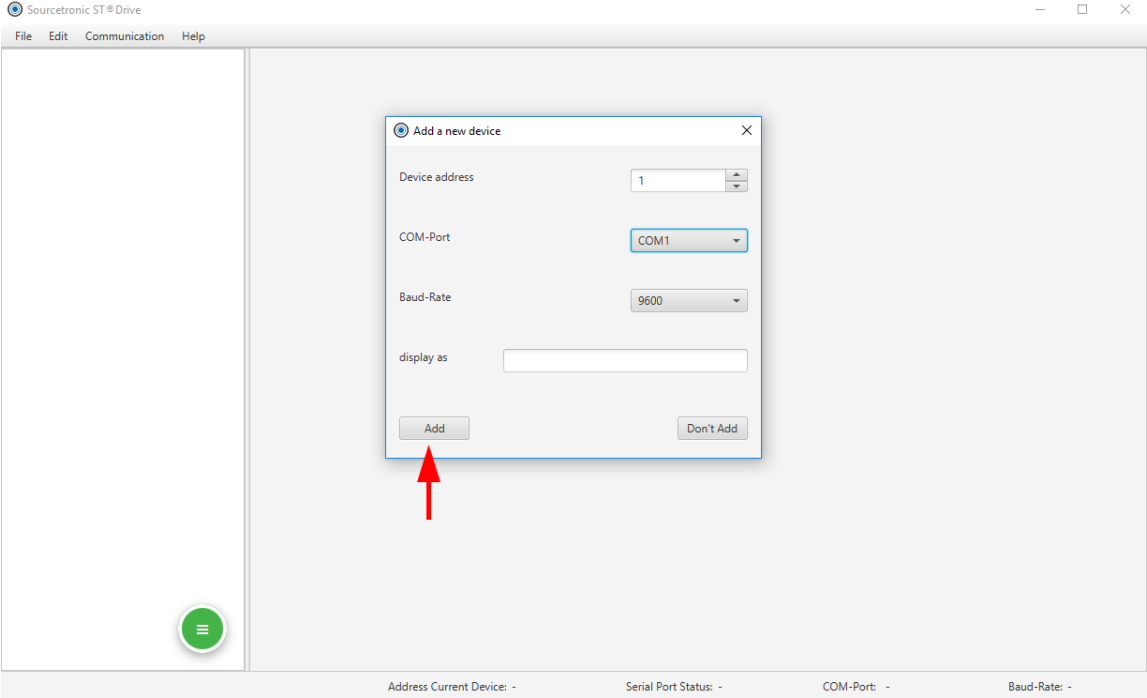 Sourcetronic ST®Drive
File Edit Communication Help
Add a new device
Device address 1
COM-Port COM1
Baud-Rate 9600
display as
Add Don't Add
Address Current Device: - Serial Port Status: - COM-Port: - Baud-Rate: -